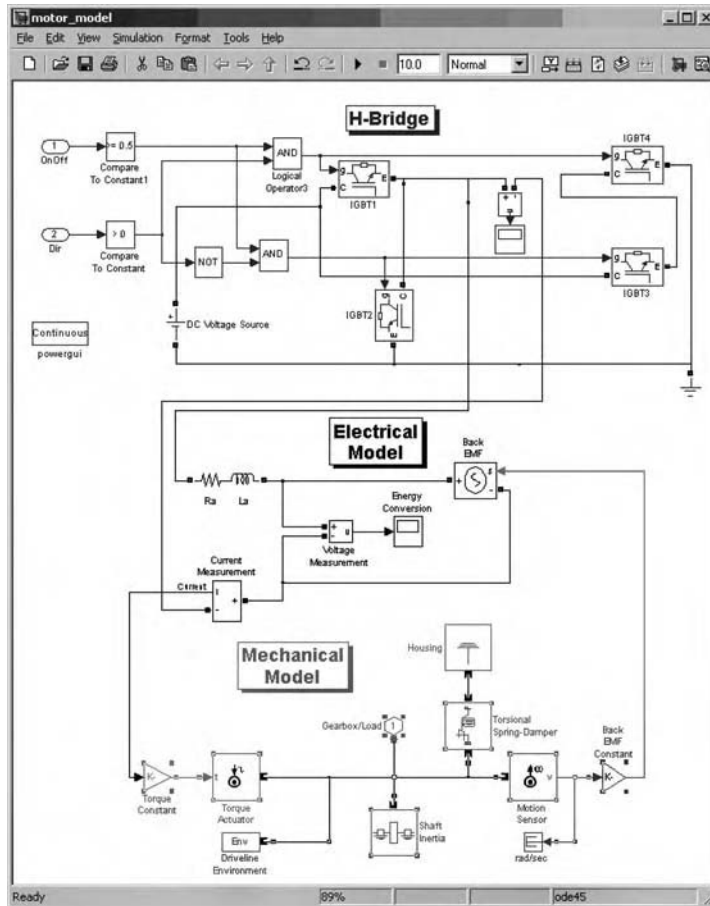 motor_model
File Edit View Simulation Format Tools Help
10.0 Normal
H-Bridge
1
OnOff
>= 0.5
Compare
To Constant1
AND
Logical
Operator3
g
C
E
IGBT1
IGBT4
g
C
E
+
-
v
2
Dir
> 0
Compare
To Constant
NOT
AND
g
C
E
IGBT2
g
C
E
IGBT3
+
DC Voltage Source
Continuous
powergui
Electrical
Model
Back
EMF
+
s
-
Ra La
Energy
Conversion
+
-
v
Voltage
Measurement
Current
Measurement
Current
i
+
-
Mechanical
Model
Housing
Gearbox/Load
1
Torsional
Spring-Damper
Back
EMF
Constant
K-
Torque
Constant
t
Torque
Actuator
Env
Driveline
Environment
Shaft
Inertia
v
Motion
Sensor
K-
rad/sec
Ready 89% ode45